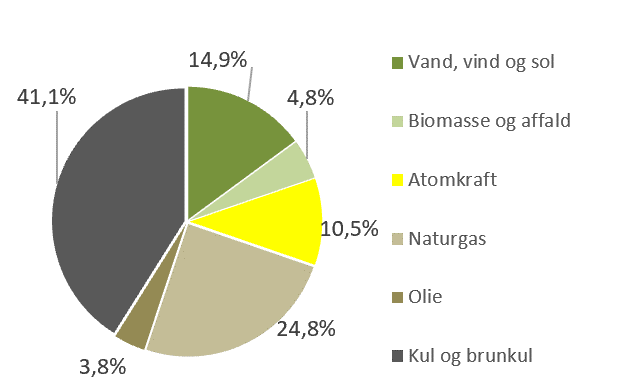 14,9%
4,8%
41,1%
10,5%
24,8%
3,8%
Vand, vind og sol
Biomasse og affald
Atomkraft
Naturgas
Olie
Kul og brunkul